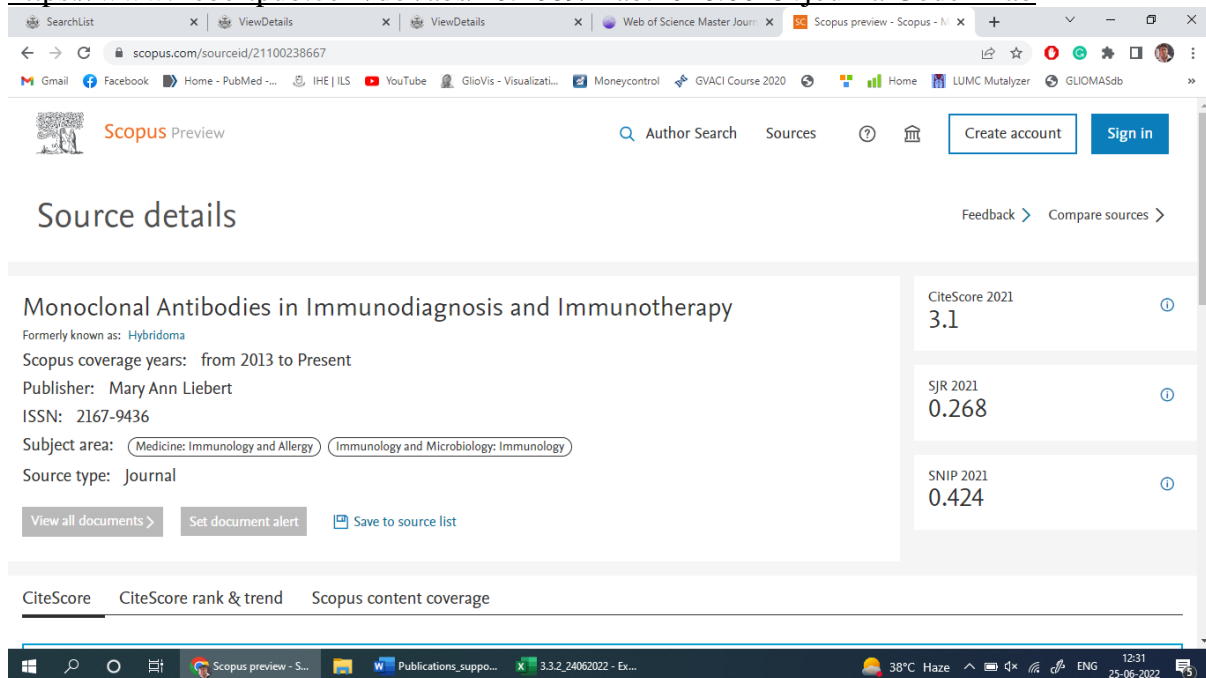 SearchList
ViewDetails
ViewDetails
Web of Science Master Journ
Scopus preview - Scopus - M
scopus.com/sourceid/21100238667
Gmail Facebook Home - PubMed -... IHE | ILS YouTube GlioVis - Visualizati... Moneycontrol GVACI Course 2020 Home LUMC Mutalyzer GLIOMASdb »
Scopus Preview
Author Search Sources Create account Sign in
Source details
Feedback Compare sources
Monoclonal Antibodies in Immunodiagnosis and Immunotherapy
Formerly known as: Hybridoma
Scopus coverage years: from 2013 to Present
Publisher: Mary Ann Liebert
ISSN: 2167-9436
Subject area: Medicine: Immunology and Allergy Immunology and Microbiology: Immunology
Source type: Journal
View all documents > Set document alert Save to source list
CiteScore 2021
3.1
SJR 2021
0.268
SNIP 2021
0.424
CiteScore CiteScore rank & trend Scopus content coverage
Scopus preview - S... Publications_suppo... 3.3.2_24062022 - Ex... 38°C Haze ENG 12:31
25-06-2022